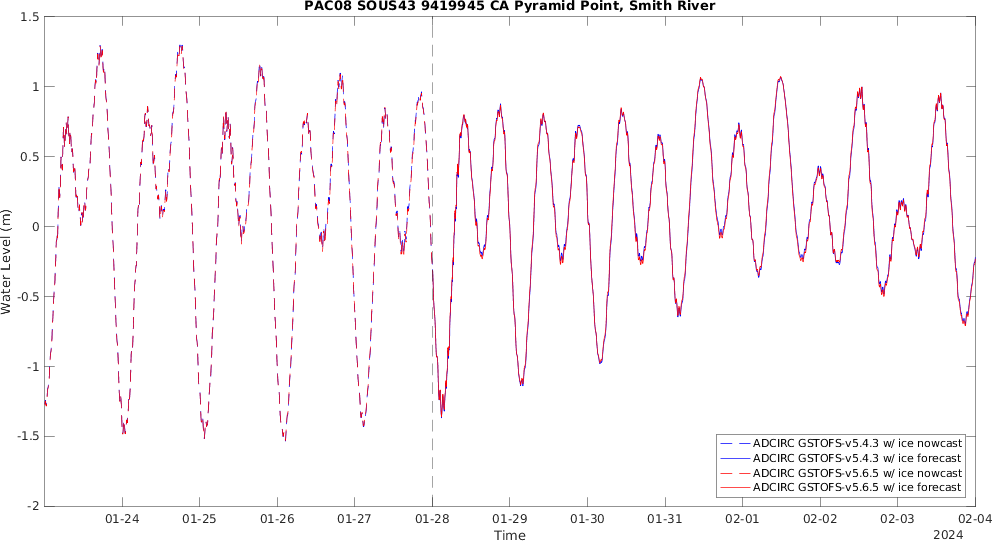 PAC08 SOUS43 9419945 CA Pyramid Point, Smith River
1.5
1
0.5
0
-0.5
-1
-1.5
-2
Water Level (m)
ADCIRC GSTOFS-v5.4.3 w/ ice nowcast
ADCIRC GSTOFS-v5.4.3 w/ ice forecast
ADCIRC GSTOFS-v5.6.5 w/ ice nowcast
ADCIRC GSTOFS-v5.6.5 w/ ice forecast
01-24 01-25 01-26 01-27 01-28 01-29 01-30 01-31 02-01 02-02 02-03 02-04
Time
2024